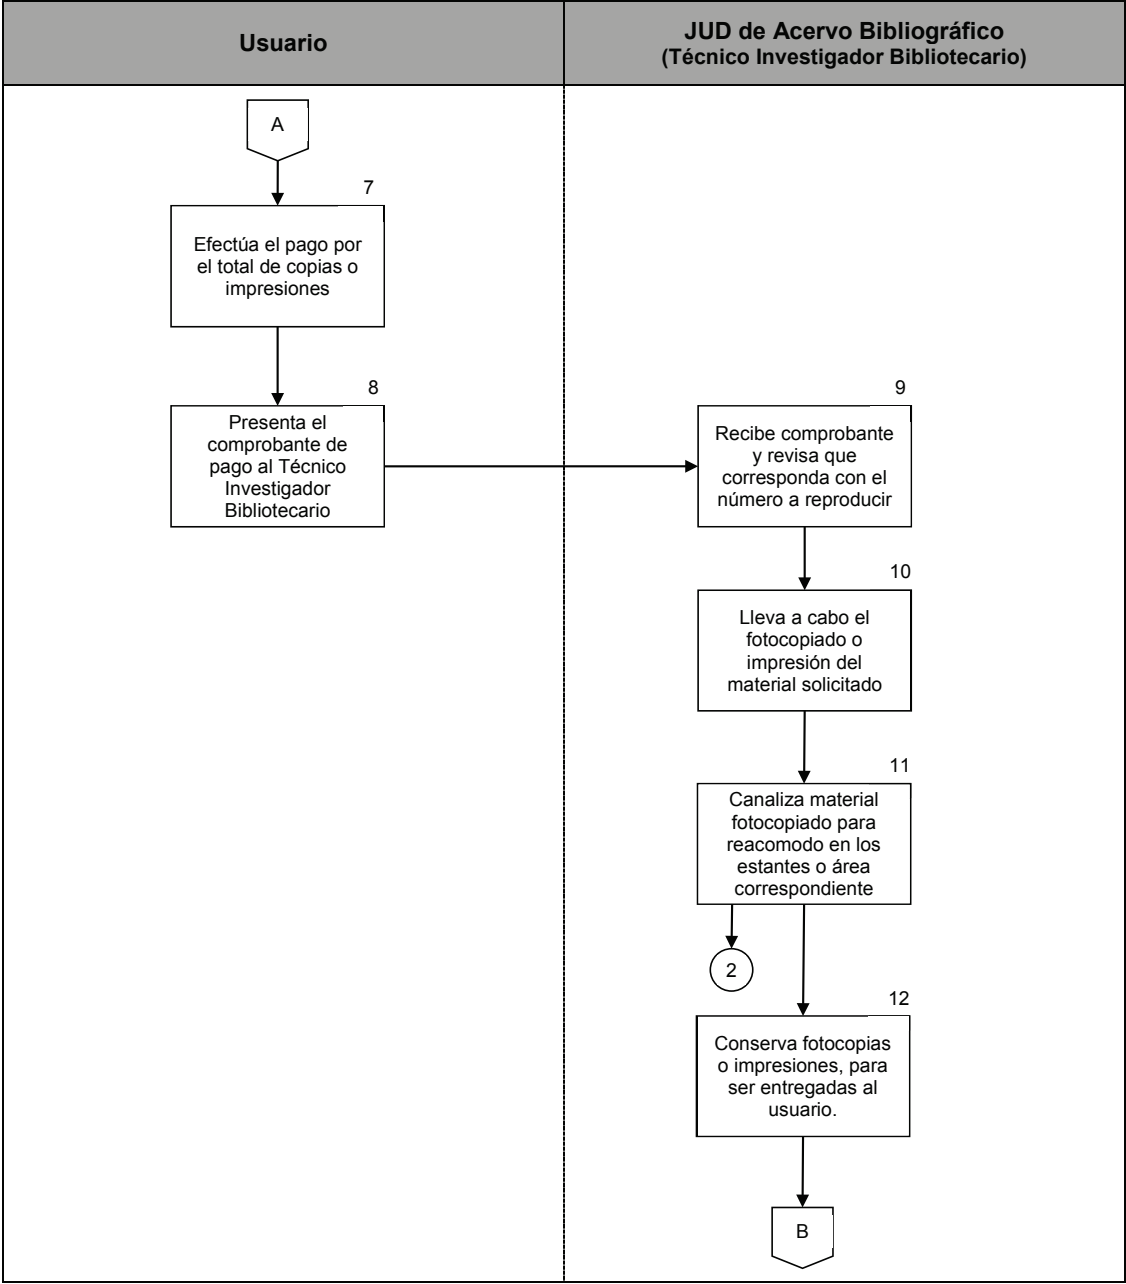 Usuario
JUD de Acervo Bibliográfico
(Técnico Investigador Bibliotecario)
A
7
Efectúa el pago por
el total de copias o
impresiones
8
Presenta el
comprobante de
pago al Técnico
Investigador
Bibliotecario
9
Recibe comprobante
y revisa que
corresponda con el
número a reproducir
10
Lleva a cabo el
fotocopiado o
impresión del
material solicitado
11
Canaliza material
fotocopiado para
reacomodo en los
estantes o área
correspondiente
2
12
Conserva fotocopias
o impresiones, para
ser entregadas al
usuario.
B